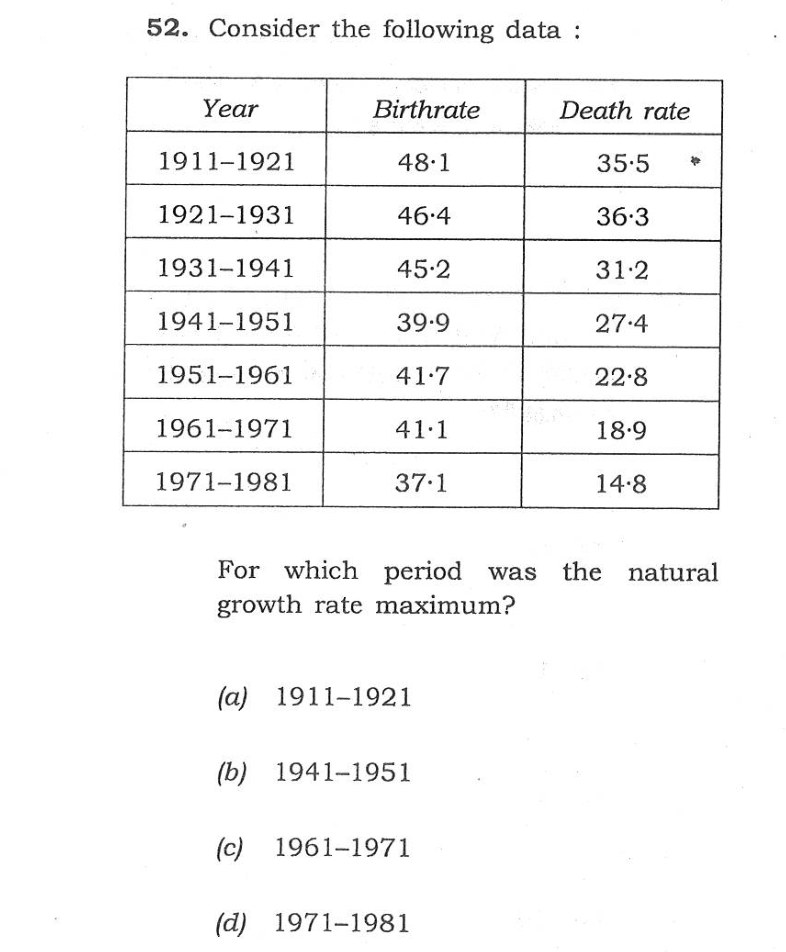 52. Consider the following data :
Year Birthrate Death rate
1911–1921 48·1 35·5
1921–1931 46·4 36·3
1931–1941 45·2 31·2
1941–1951 39·9 27·4
1951–1961 41·7 22·8
1961–1971 41·1 18·9
1971–1981 37·1 14·8
For which period was the natural
growth rate maximum?
(a) 1911–1921
(b) 1941–1951
(c) 1961–1971
(d) 1971–1981